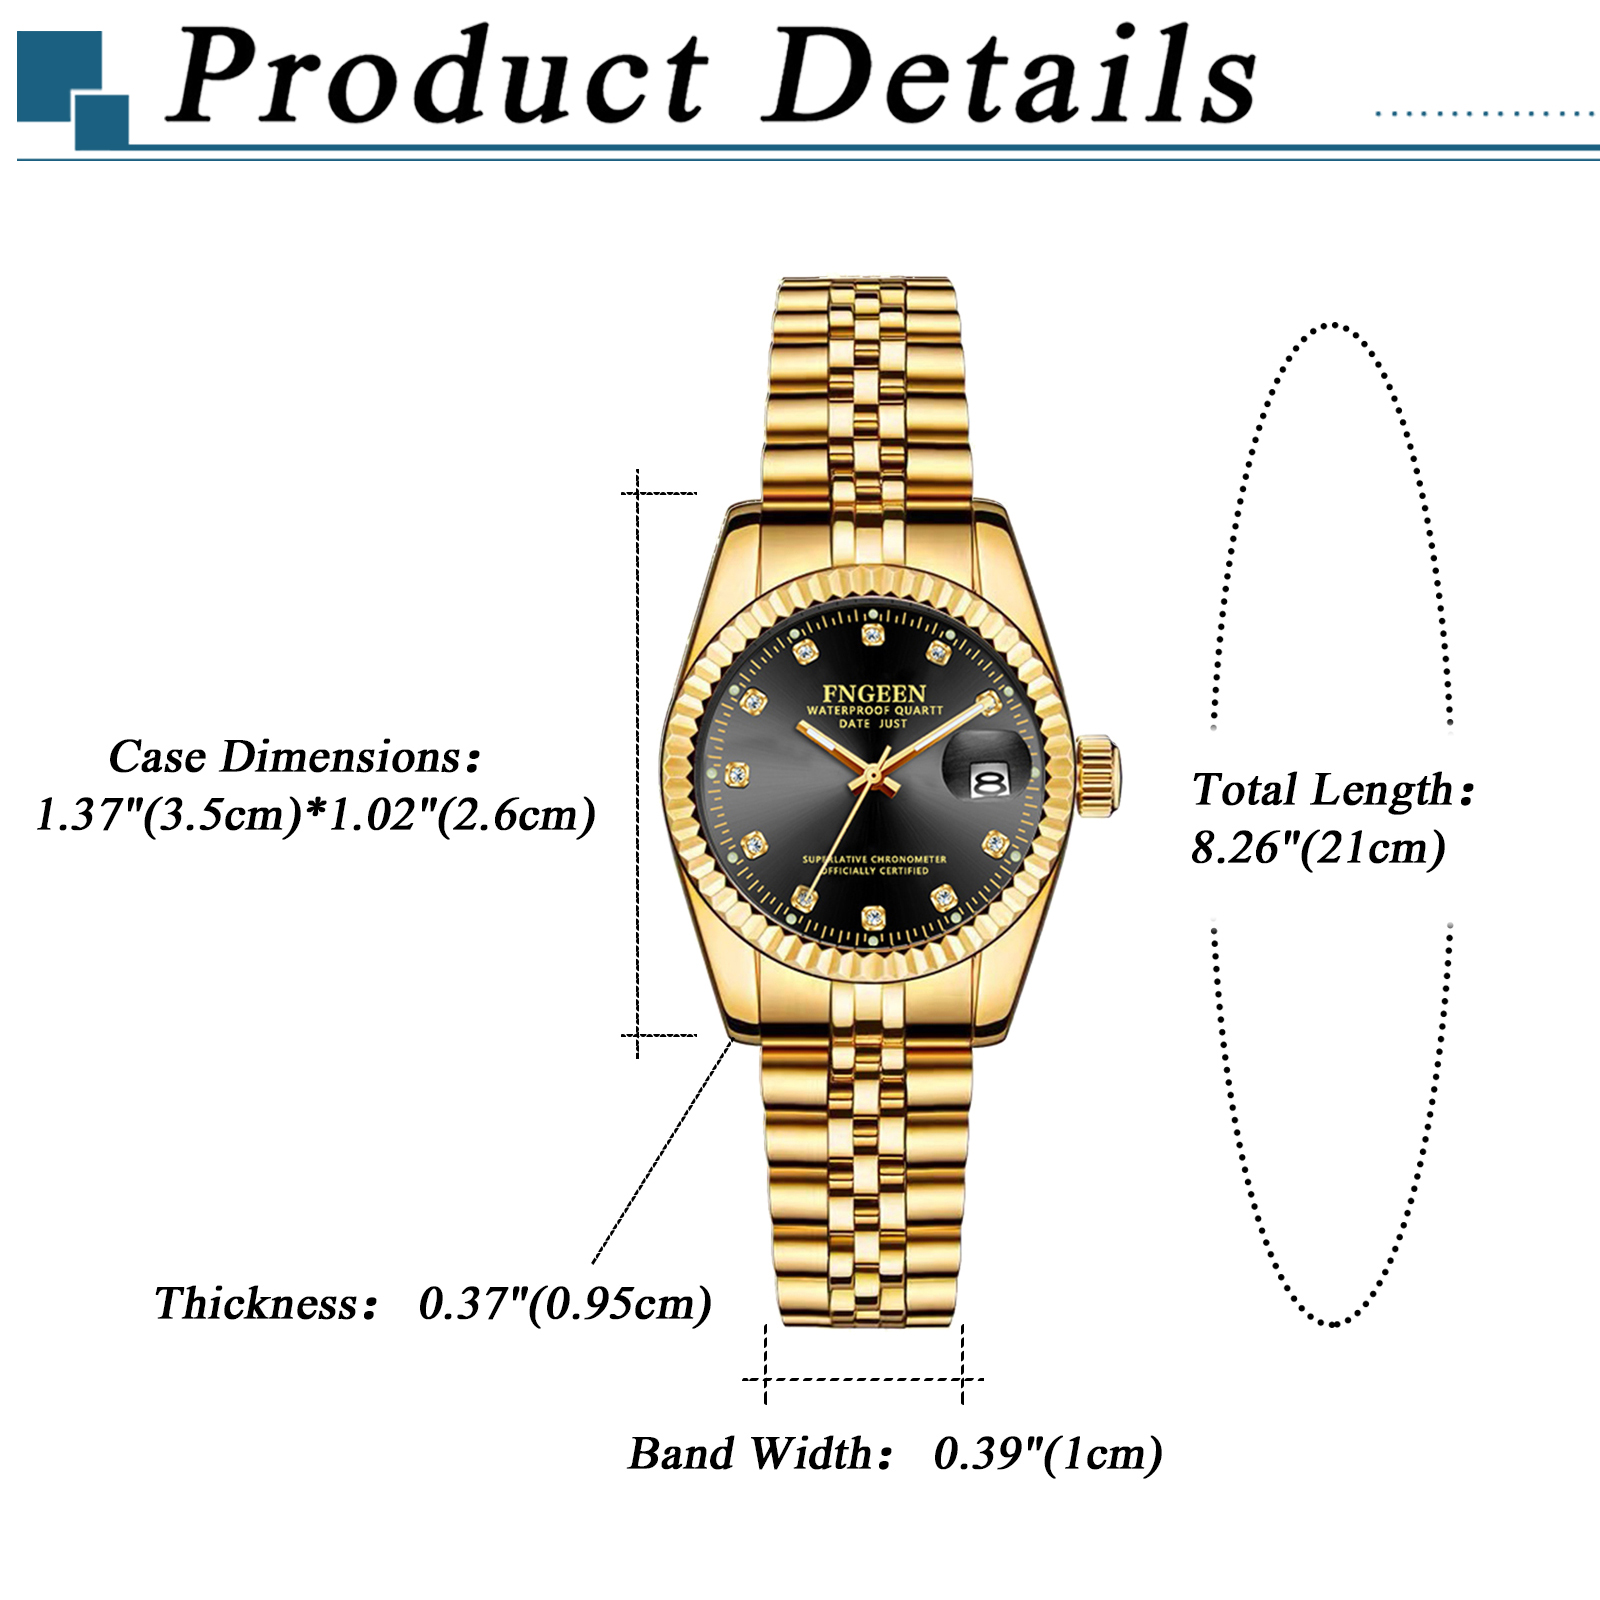 Product Details
FNGEEN
WATERPROOF QUARTT
DATE JUST
8
SUPERLATIVE CHRONOMETER
OFFICIALLY CERTIFIED
Case Dimensions：
1.37"(3.5cm)*1.02"(2.6cm)
Total Length：
8.26"(21cm)
Thickness： 0.37"(0.95cm)
Band Width： 0.39"(1cm)